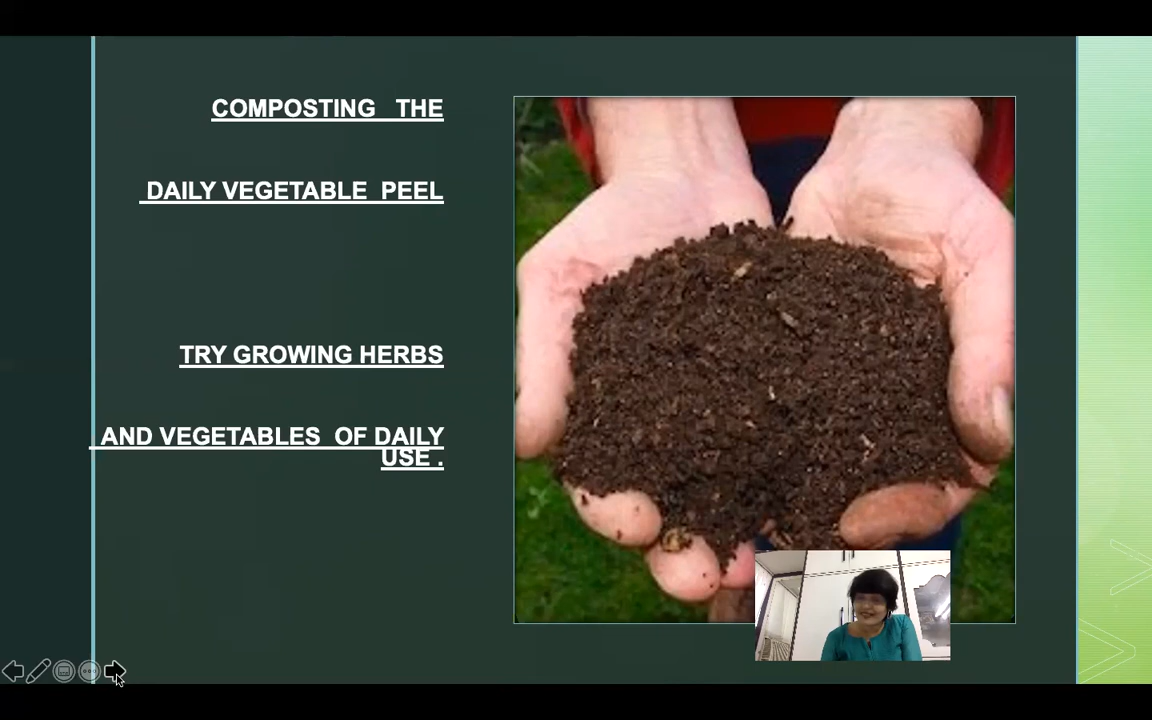 COMPOSTING THE
DAILY VEGETABLE PEEL
TRY GROWING HERBS
AND VEGETABLES OF DAILY
USE .